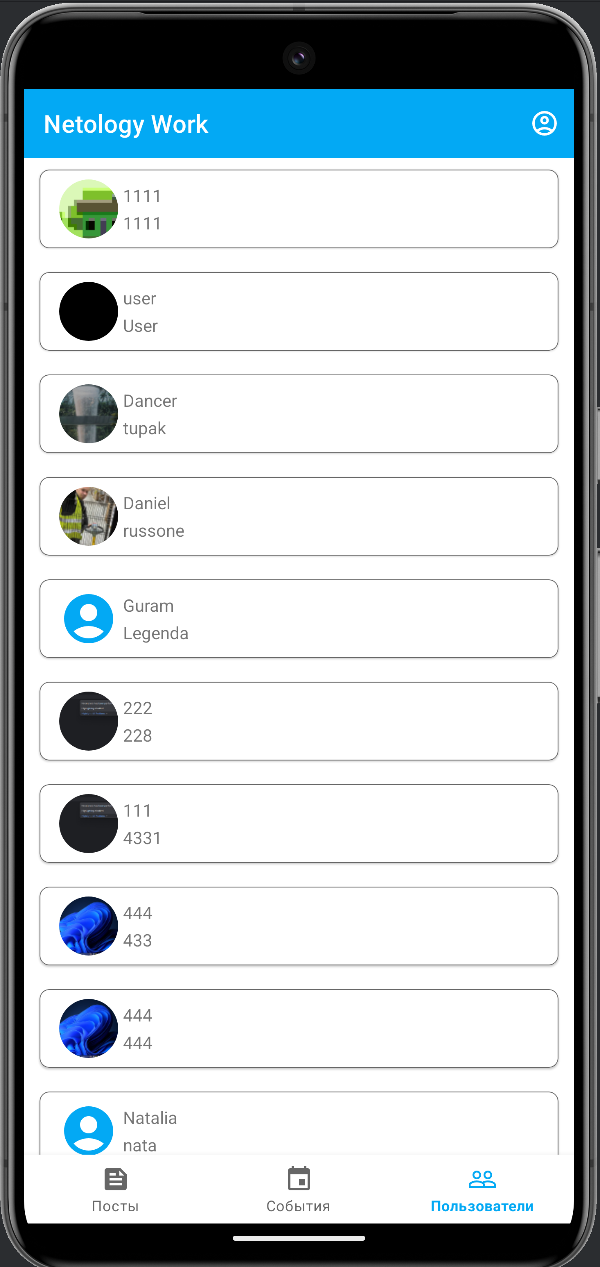 Netology Work
1111
1111
user
User
Dancer
tupak
Daniel
russone
Guram
Legenda
222
228
111
4331
444
433
444
444
Natalia
nata
Посты
События
Пользователи